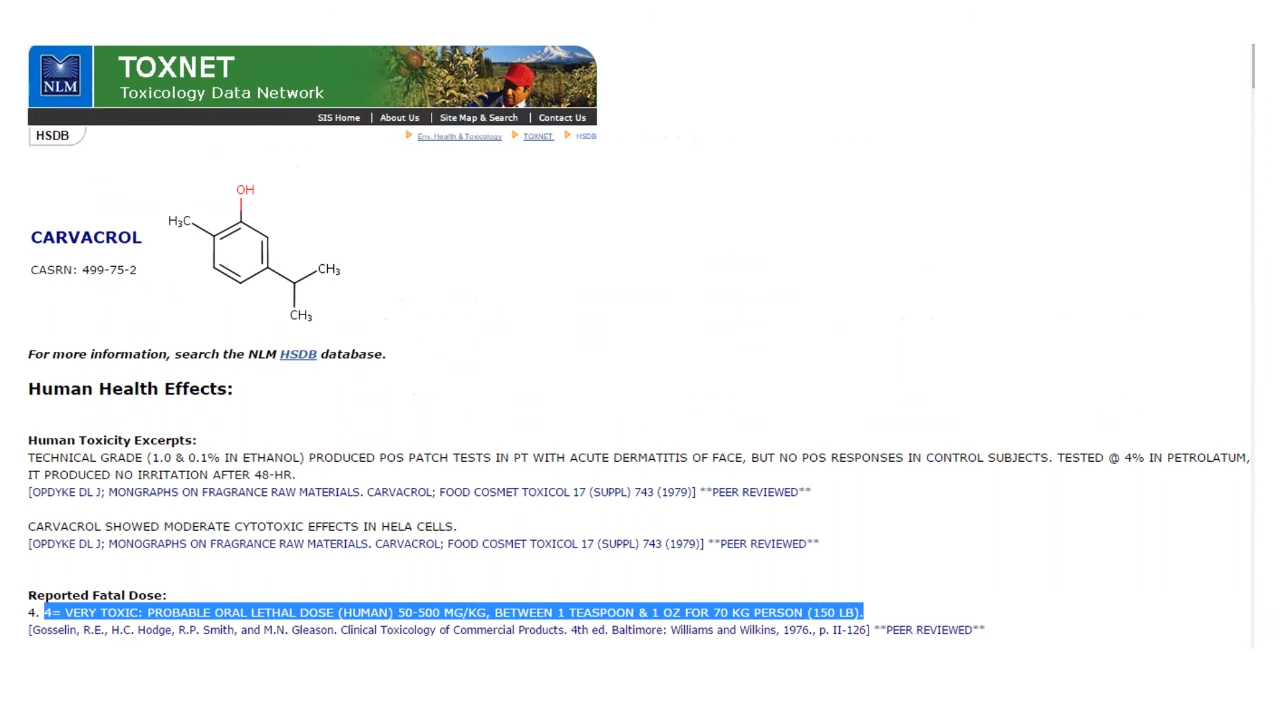 NLM
TOXNET
Toxicology Data Network
SIS Home | About Us | Site Map & Search | Contact Us
HSDB
Env. Health & Toxicology TOXNET HSDB
OH
H3C
CARVACROL
CASRN: 499-75-2
CH3
CH3
For more information, search the NLM HSDB database.
Human Health Effects:
Human Toxicity Excerpts:
TECHNICAL GRADE (1.0 & 0.1% IN ETHANOL) PRODUCED POS PATCH TESTS IN PT WITH ACUTE DERMATITIS OF FACE, BUT NO POS RESPONSES IN CONTROL SUBJECTS. TESTED @ 4% IN PETROLATUM,
IT PRODUCED NO IRRITATION AFTER 48-HR.
[OPDYKE DL J; MONGRAPHS ON FRAGRANCE RAW MATERIALS. CARVACROL; FOOD COSMET TOXICOL 17 (SUPPL) 743 (1979)] **PEER REVIEWED**
CARVACROL SHOWED MODERATE CYTOTOXIC EFFECTS IN HELA CELLS.
[OPDYKE DL J; MONOGRAPHS ON FRAGRANCE RAW MATERIALS. CARVACROL; FOOD COSMET TOXICOL 17 (SUPPL) 743 (1979)] **PEER REVIEWED**
Reported Fatal Dose:
4. 4= VERY TOXIC: PROBABLE ORAL LETHAL DOSE (HUMAN) 50-500 MG/KG, BETWEEN 1 TEASPOON & 1 OZ FOR 70 KG PERSON (150 LB).
[Gosselin, R.E., H.C. Hodge, R.P. Smith, and M.N. Gleason. Clinical Toxicology of Commercial Products. 4th ed. Baltimore: Williams and Wilkins, 1976., p. II-126] **PEER REVIEWED**